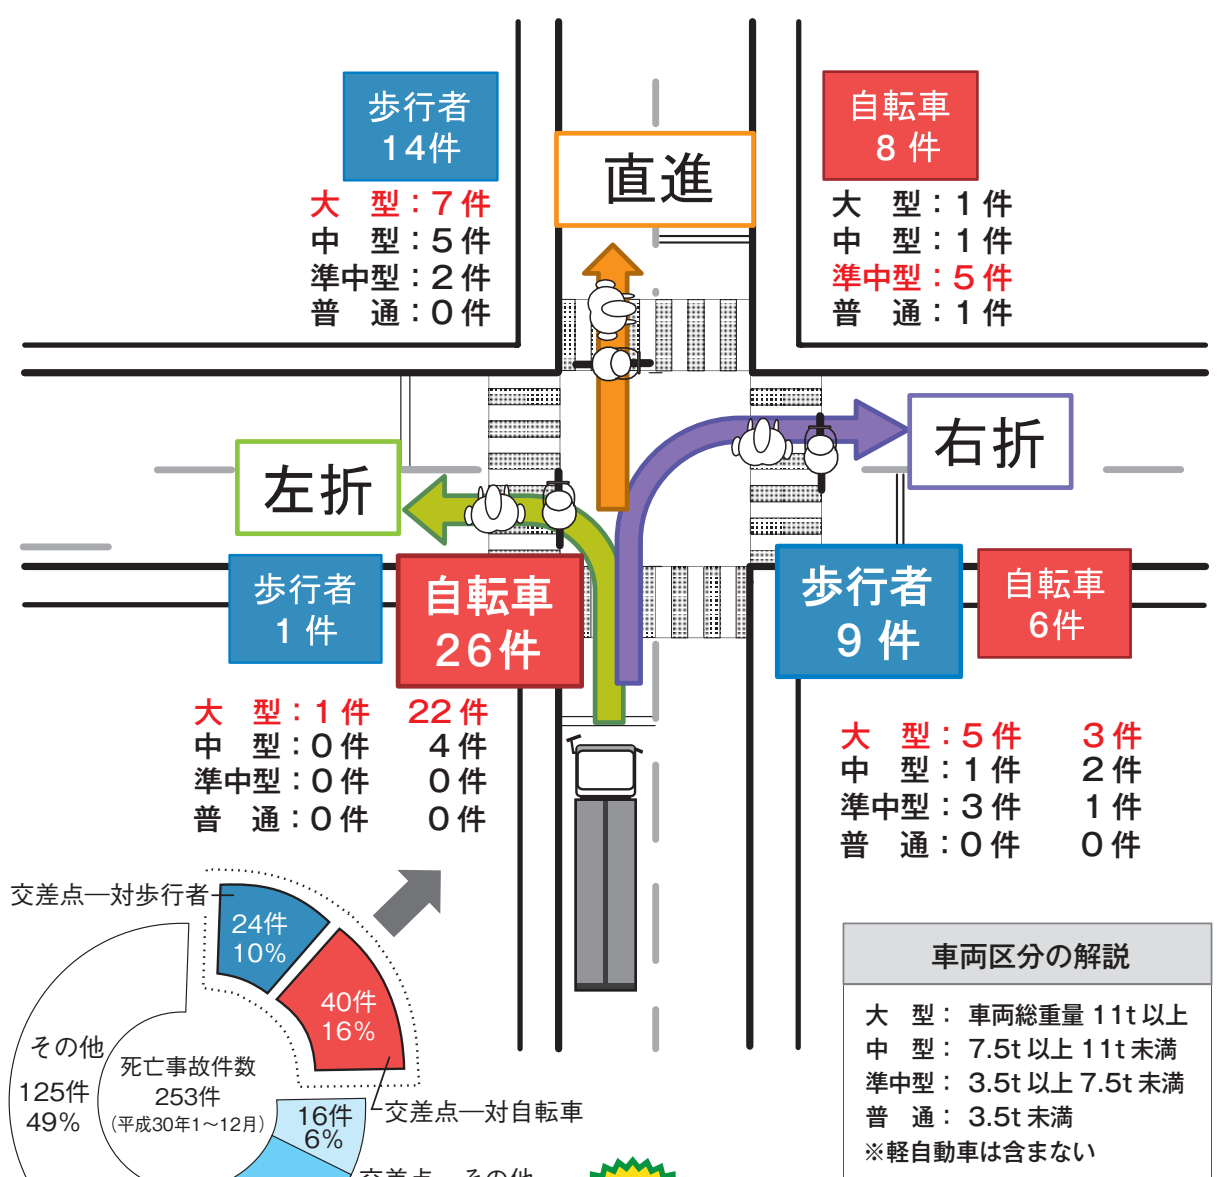 歩行者
14件
大　型：7件
中　型：5件
準中型：2件
普　通：0件
直進
自転車
8件
大　型：1件
中　型：1件
準中型：5件
普　通：1件
左折
右折
歩行者
1件
自転車
26件
大　型：1件　22件
中　型：0件　4件
準中型：0件　0件
普　通：0件　0件
歩行者
9件
自転車
6件
大　型：5件　3件
中　型：1件　2件
準中型：3件　1件
普　通：0件　0件
交差点―対歩行者
24件
10%
40件
16%
その他
125件
49%
死亡事故件数
253件
（平成30年1～12月）
16件
6%
交差点―対自転車
車両区分の解説
大　型： 車両総重量 11t以上
中　型： 7.5t以上11t未満
準中型： 3.5t以上7.5t未満
普　通： 3.5t未満
※軽自動車は含まない